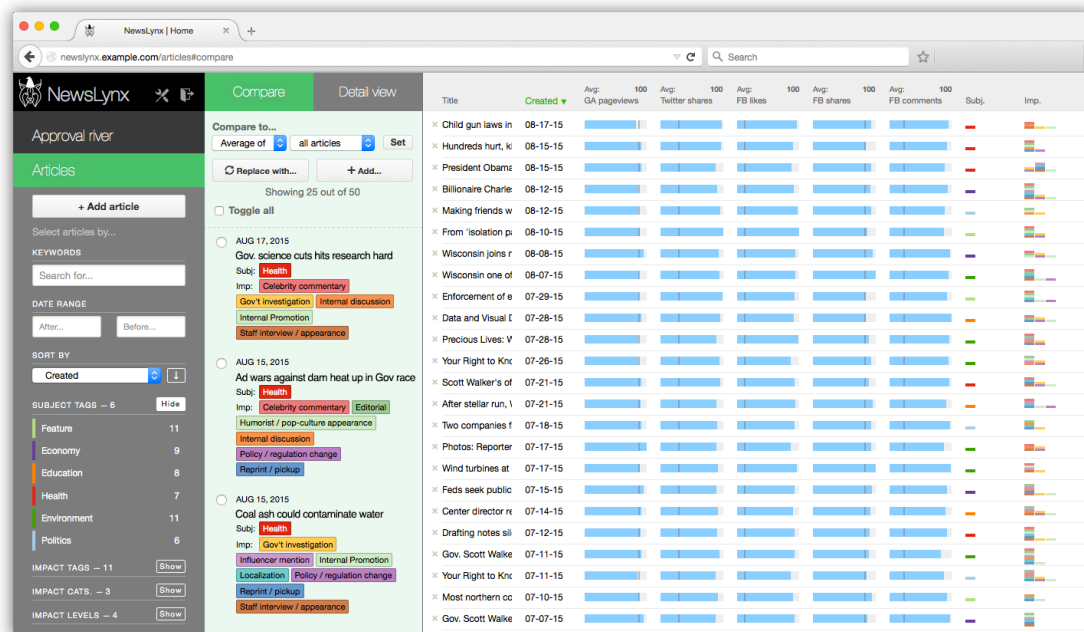 NewsLynx | Home
newslynx.example.com/articles#compare
Search
NewsLynx
Approval river
Articles
+ Add article
Select articles by...
KEYWORDS
Search for...
DATE RANGE
After...
Before...
SORT BY
Created
SUBJECT TAGS — 6
Hide
Feature 11
Economy 9
Education 8
Health 7
Environment 11
Politics 6
IMPACT TAGS — 11
Show
IMPACT CATS. — 3
Show
IMPACT LEVELS — 4
Show
Compare
Detail view
Compare to...
Average of
all articles
Set
Replace with...
+ Add...
Showing 25 out of 50
Toggle all
AUG 17, 2015
Gov. science cuts hits research hard
Subj: Health
Imp: Celebrity commentary
Gov't investigation Internal discussion
Internal Promotion
Staff interview / appearance
AUG 15, 2015
Ad wars against dam heat up in Gov race
Subj: Health
Imp: Celebrity commentary Editorial
Humorist / pop-culture appearance
Internal discussion
Policy / regulation change
Reprint / pickup
AUG 15, 2015
Coal ash could contaminate water
Subj: Health
Imp: Gov't investigation
Influencer mention Internal Promotion
Localization Policy / regulation change
Reprint / pickup
Staff interview / appearance
Avg: 100 Avg: 100 Avg: 100 Avg: 100 Avg: 100
Title Created ▼ GA pageviews Twitter shares FB likes FB shares FB comments Subj. Imp.
× Child gun laws in 08-17-15
× Hundreds hurt, ki 08-15-15
× President Obama 08-15-15
× Billionaire Charles 08-12-15
× Making friends w 08-12-15
× From 'isolation pa 08-10-15
× Wisconsin joins n 08-08-15
× Wisconsin one of 08-07-15
× Enforcement of e 07-29-15
× Data and Visual D 07-28-15
× Precious Lives: W 07-28-15
× Your Right to Kno 07-26-15
× Scott Walker's of 07-21-15
× After stellar run, \ 07-21-15
× Two companies f 07-18-15
× Photos: Reporter 07-17-15
× Wind turbines at 07-17-15
× Feds seek public 07-15-15
× Center director re 07-14-15
× Drafting notes sil 07-12-15
× Gov. Scott Walke 07-11-15
× Your Right to Kno 07-11-15
× Most northern co 07-10-15
× Gov. Scott Walke 07-07-15